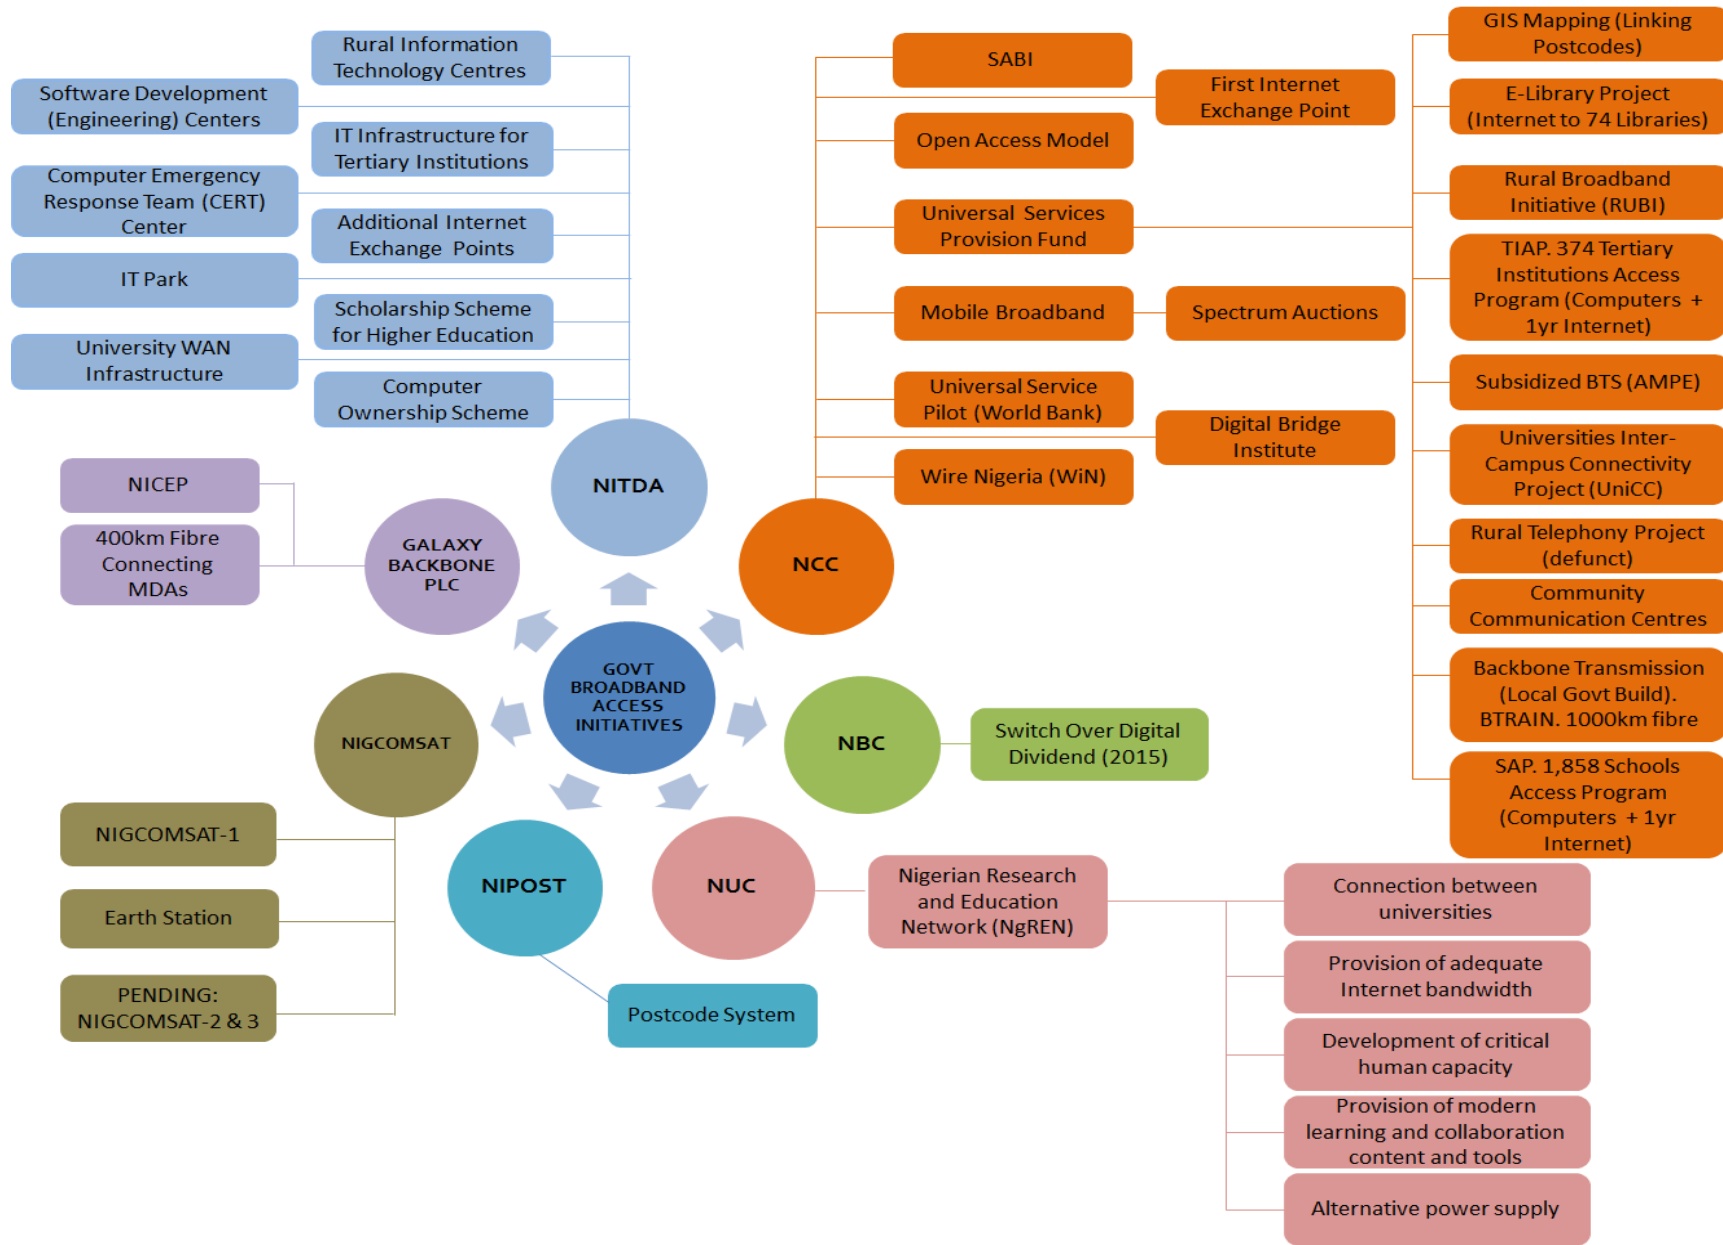 Rural Information
Technology Centres
Software Development
(Engineering) Centers
IT Infrastructure for
Tertiary Institutions
Computer Emergency
Response Team (CERT)
Center
Additional Internet
Exchange Points
IT Park
Scholarship Scheme
for Higher Education
University WAN
Infrastructure
Computer
Ownership Scheme
NITDA
NICEP
400km Fibre
Connecting
MDAs
GALAXY
BACKBONE
PLC
SABI
First Internet
Exchange Point
Open Access Model
Universal Services
Provision Fund
Mobile Broadband
Spectrum Auctions
Universal Service
Pilot (World Bank)
Digital Bridge
Institute
Wire Nigeria (WiN)
NCC
GIS Mapping (Linking
Postcodes)
E-Library Project
(Internet to 74 Libraries)
Rural Broadband
Initiative (RUBI)
TIAP. 374 Tertiary
Institutions Access
Program (Computers +
1yr Internet)
Subsidized BTS (AMPE)
Universities Inter-
Campus Connectivity
Project (UniCC)
Rural Telephony Project
(defunct)
Community
Communication Centres
Backbone Transmission
(Local Govt Build).
BTRAIN. 1000km fibre
SAP. 1,858 Schools
Access Program
(Computers + 1yr
Internet)
GOVT
BROADBAND
ACCESS
INITIATIVES
NIGCOMSAT
NIGCOMSAT-1
Earth Station
PENDING:
NIGCOMSAT-2 & 3
NBC
Switch Over Digital
Dividend (2015)
NIPOST
Postcode System
NUC
Nigerian Research
and Education
Network (NgREN)
Connection between
universities
Provision of adequate
Internet bandwidth
Development of critical
human capacity
Provision of modern
learning and collaboration
content and tools
Alternative power supply